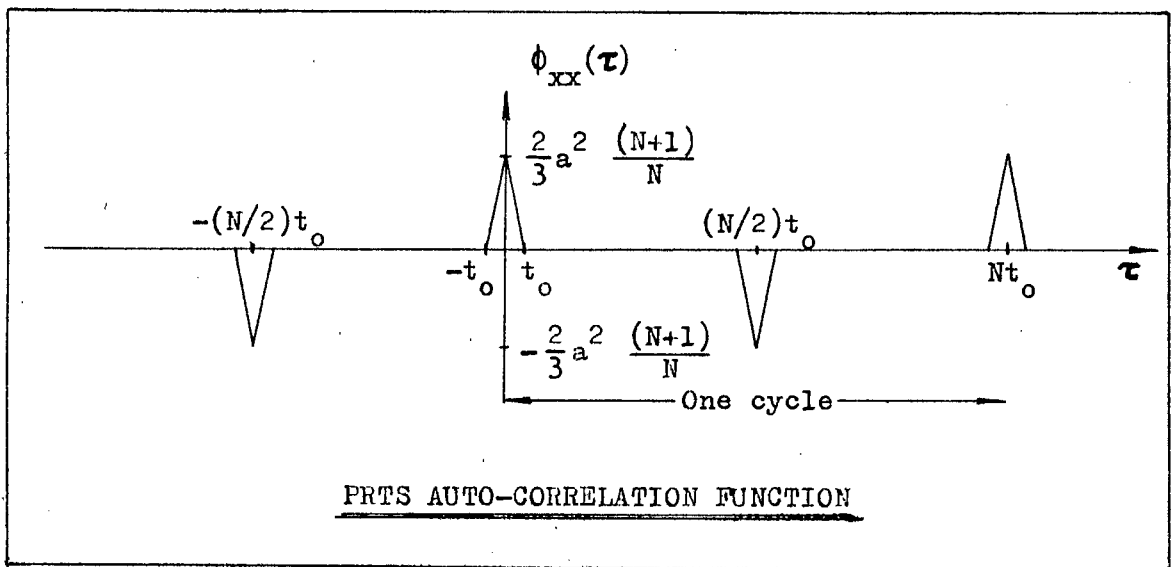 ϕxx(τ)
2/3 a² (N+1)/N
-(N/2)to
(N/2)to
-to
to
Nto
τ
-2/3 a² (N+1)/N
One cycle
PRTS AUTO-CORRELATION FUNCTION